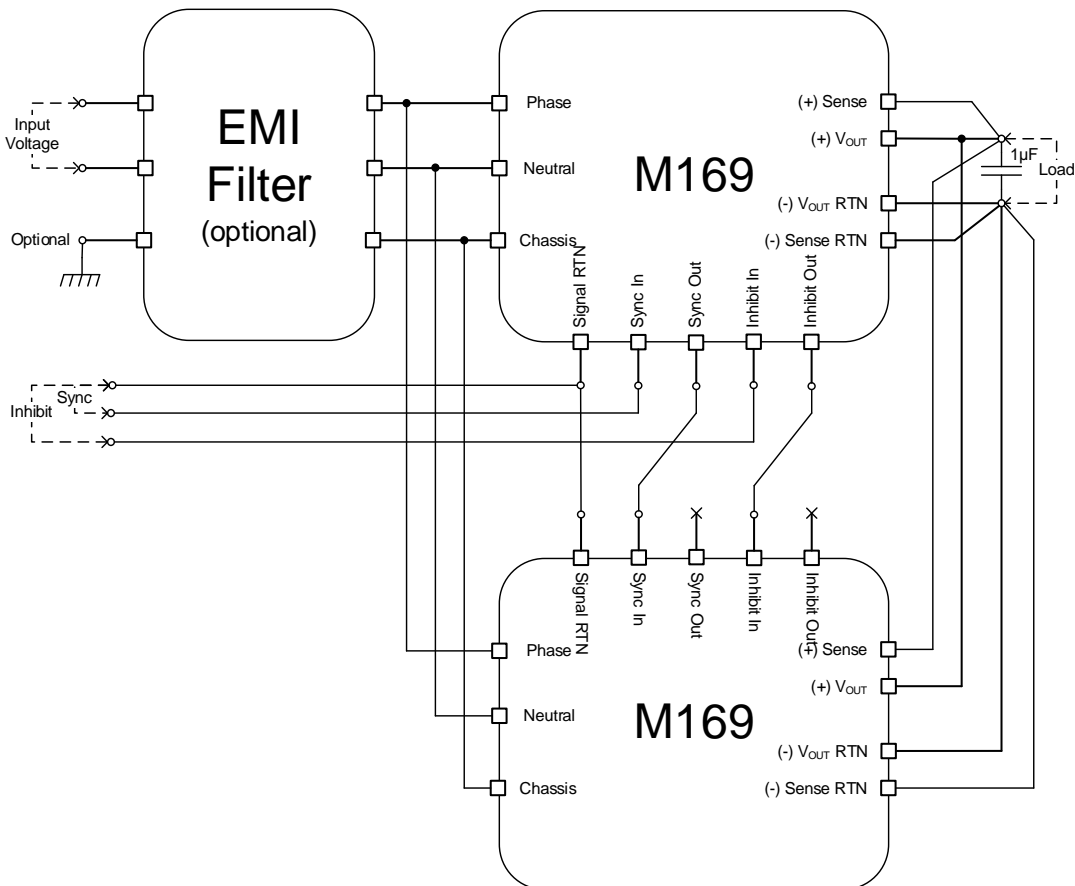 EMI
Filter
(optional)
Input
Voltage
Optional
M169
Phase
Neutral
Chassis
(+) Sense
(+) VOUT
(-) VOUT RTN
(-) Sense RTN
1µF
Load
Signal RTN
Sync In
Sync Out
Inhibit In
Inhibit Out
Sync
Inhibit
Signal RTN
Sync In
Sync Out
Inhibit In
Inhibit Out
M169
Phase
Neutral
Chassis
(+) Sense
(+) VOUT
(-) VOUT RTN
(-) Sense RTN